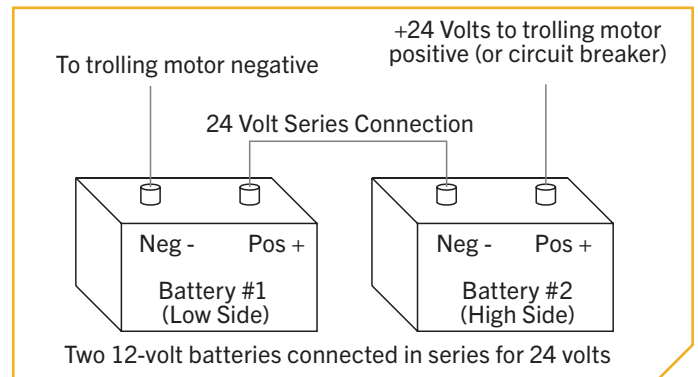 +24 Volts to trolling motor
positive (or circuit breaker)
To trolling motor negative
24 Volt Series Connection
Neg - Pos +
Battery #1
(Low Side)
Neg - Pos +
Battery #2
(High Side)
Two 12-volt batteries connected in series for 24 volts